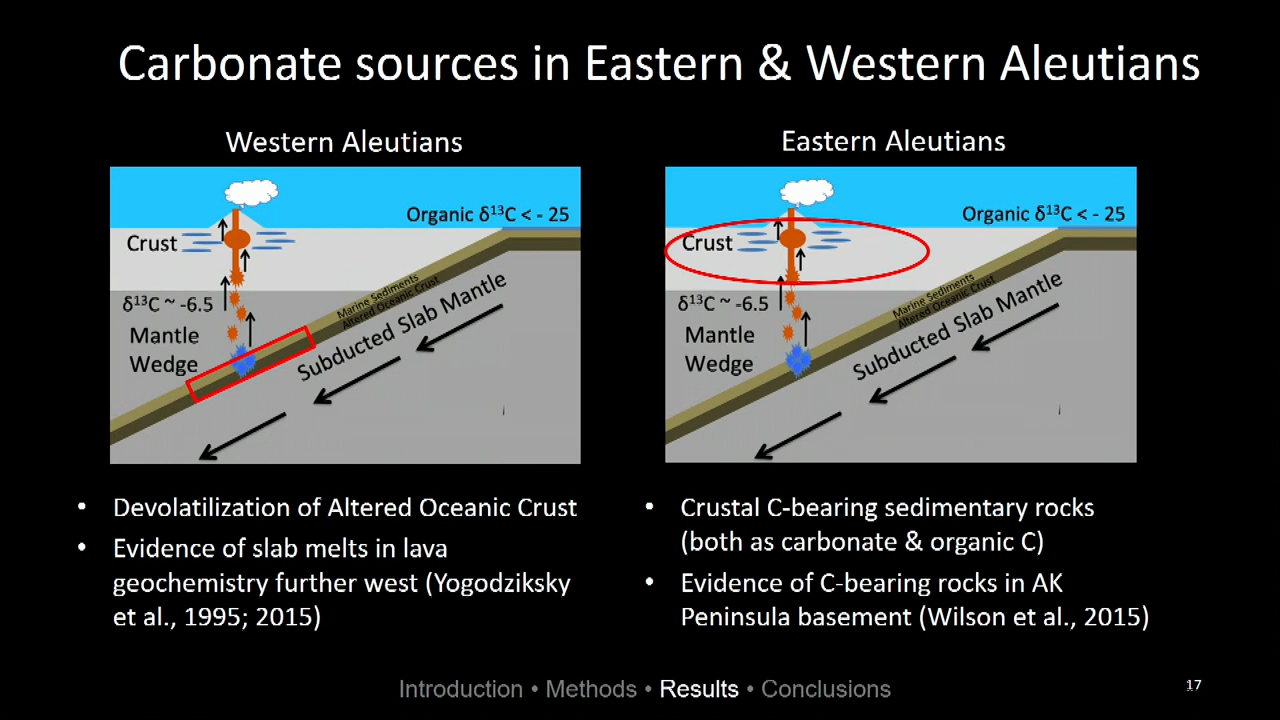 Carbonate sources in Eastern & Western Aleutians
Western Aleutians
Organic δ¹³C < - 25
Crust
δ¹³C ~ -6.5
Mantle
Wedge
Marine Sediments
Altered Oceanic Crust
Subducted Slab Mantle
Devolatilization of Altered Oceanic Crust
Evidence of slab melts in lava
geochemistry further west (Yogodziksky
et al., 1995; 2015)
Eastern Aleutians
Organic δ¹³C < - 25
Crust
δ¹³C ~ -6.5
Mantle
Wedge
Marine Sediments
Altered Oceanic Crust
Subducted Slab Mantle
Crustal C-bearing sedimentary rocks
(both as carbonate & organic C)
Evidence of C-bearing rocks in AK
Peninsula basement (Wilson et al., 2015)
Introduction • Methods • Results • Conclusions
17